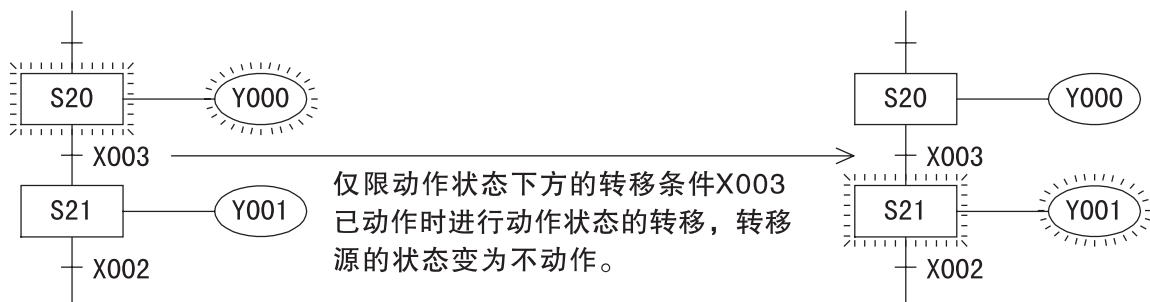 S20 Y000
X003
S21 Y001
X002
仅限动作状态下方的转移条件X003
已动作时进行动作状态的转移，转移
源的状态变为不动作。
S20 Y000
X003
S21 Y001
X002